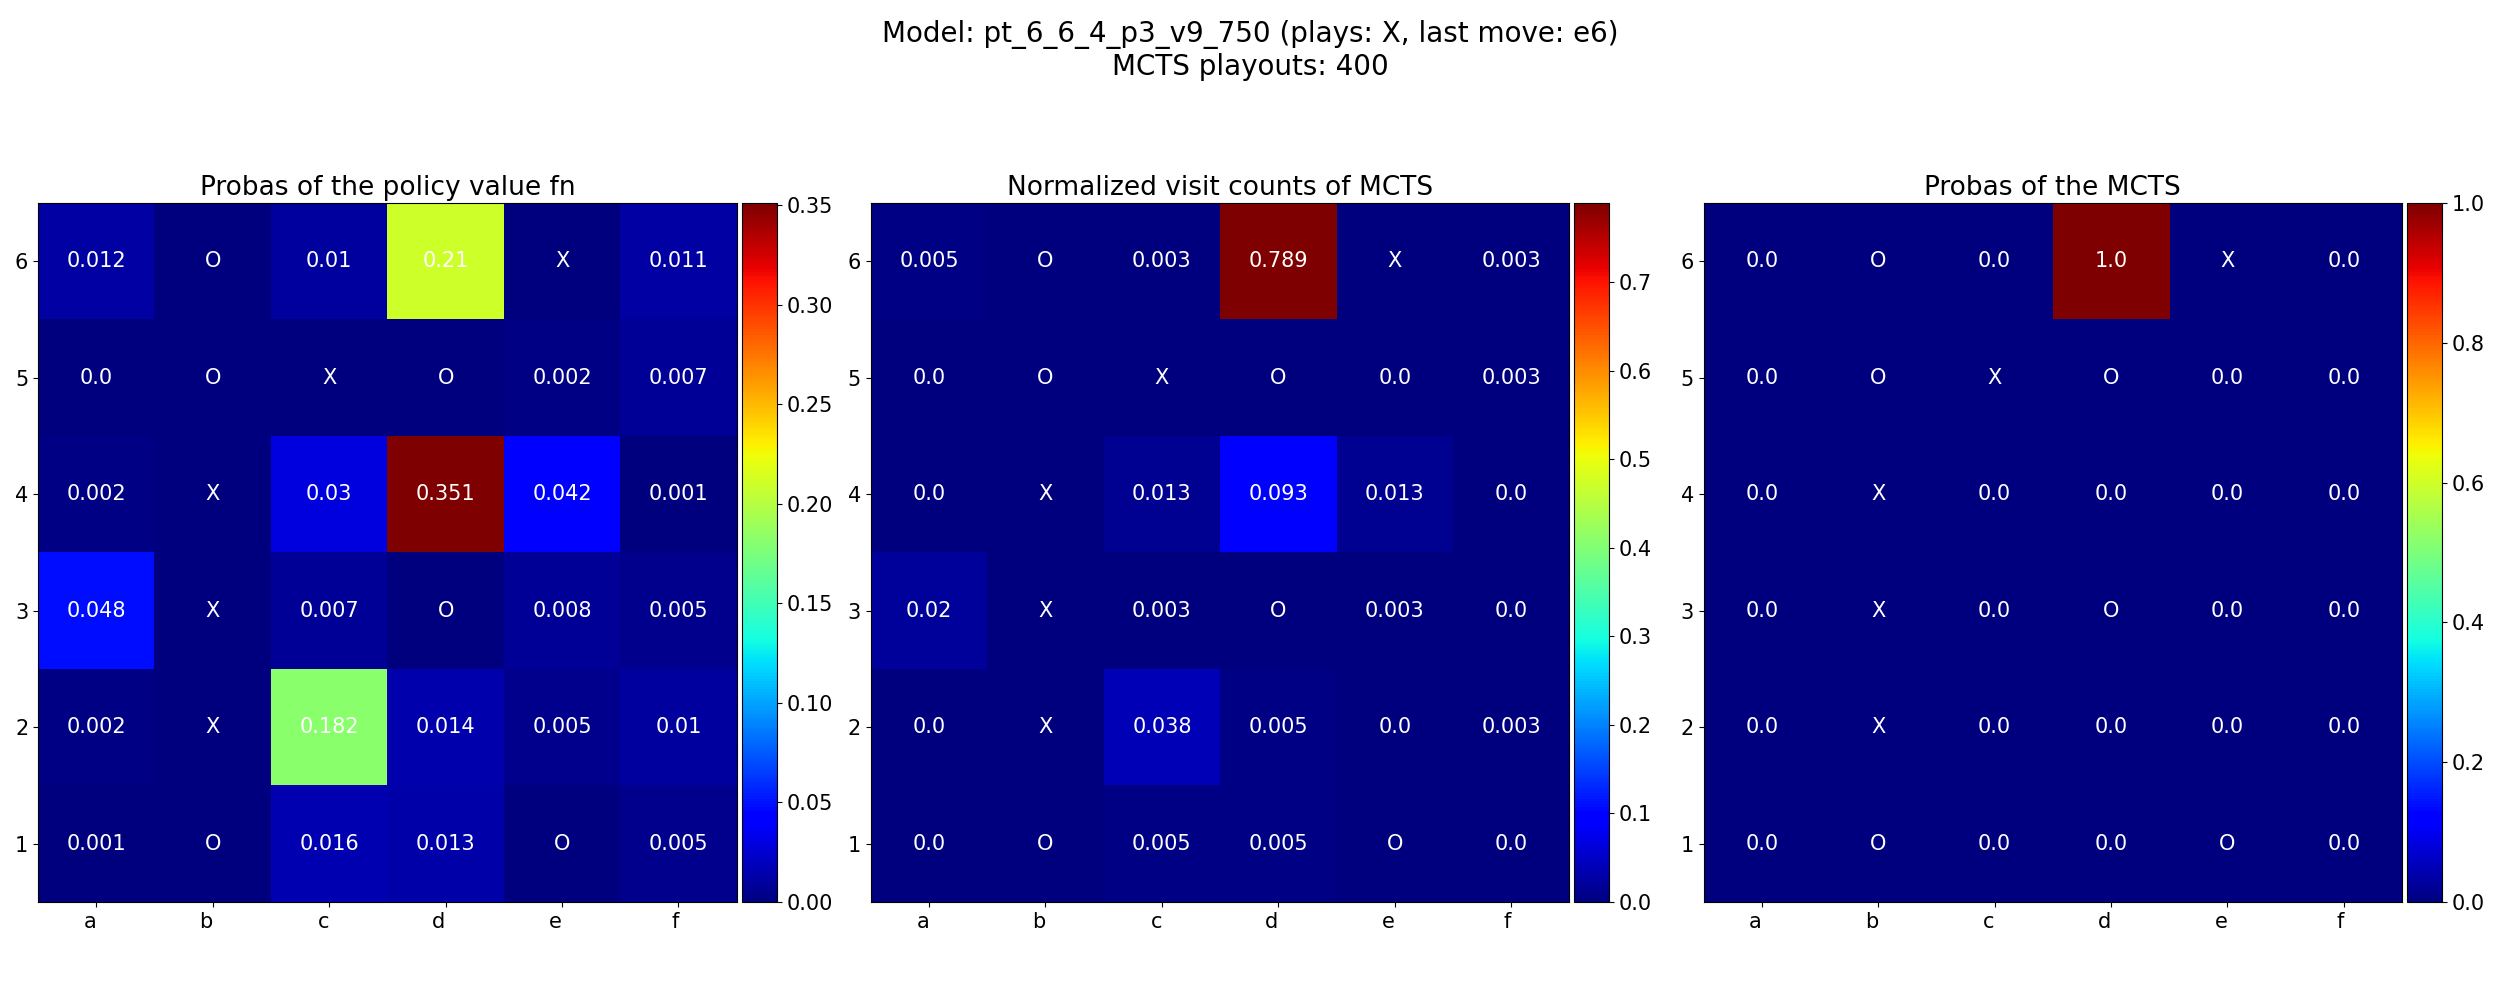 Model: pt_6_6_4_p3_v9_750 (plays: X, last move: e6)
MCTS playouts: 400
Probas of the policy value fn
6 0.012 O 0.01 0.21 X 0.011
5 0.0 O X O 0.002 0.007
4 0.002 X 0.03 0.351 0.042 0.001
3 0.048 X 0.007 O 0.008 0.005
2 0.002 X 0.182 0.014 0.005 0.01
1 0.001 O 0.016 0.013 O 0.005
a b c d e f
0.35
0.30
0.25
0.20
0.15
0.10
0.05
0.00
Normalized visit counts of MCTS
6 0.005 O 0.003 0.789 X 0.003
5 0.0 O X O 0.0 0.003
4 0.0 X 0.013 0.093 0.013 0.0
3 0.02 X 0.003 O 0.003 0.0
2 0.0 X 0.038 0.005 0.0 0.003
1 0.0 O 0.005 0.005 O 0.0
a b c d e f
0.7
0.6
0.5
0.4
0.3
0.2
0.1
0.0
Probas of the MCTS
6 0.0 O 0.0 1.0 X 0.0
5 0.0 O X O 0.0 0.0
4 0.0 X 0.0 0.0 0.0 0.0
3 0.0 X 0.0 O 0.0 0.0
2 0.0 X 0.0 0.0 0.0 0.0
1 0.0 O 0.0 0.0 O 0.0
a b c d e f
1.0
0.8
0.6
0.4
0.2
0.0